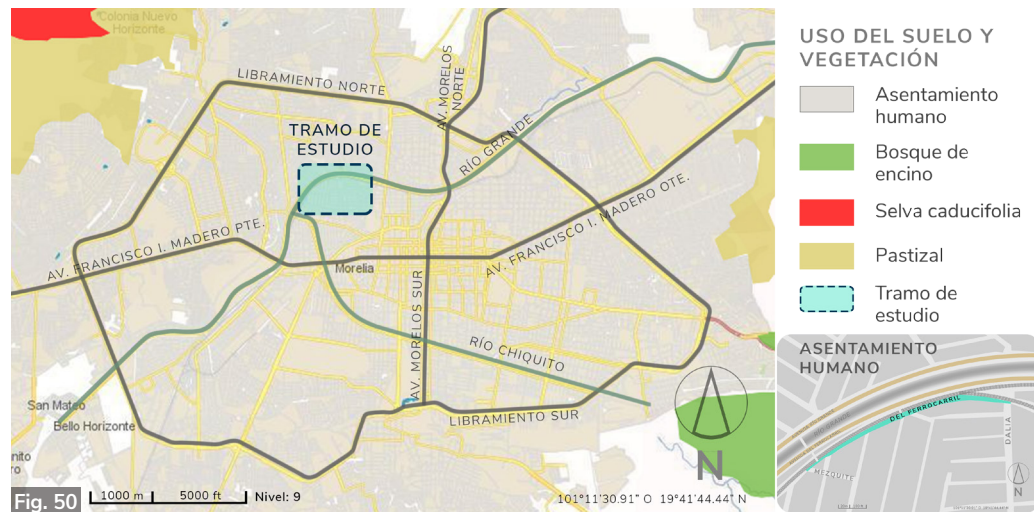 Colonia Nuevo
Horizonte
LIBRAMIENTO NORTE
AV. MORELOS
NORTE
TRAMO DE
ESTUDIO
RÍO GRANDE
AV. FRANCISCO I. MADERO PTE.
AV. FRANCISCO I. MADERO OTE.
Morelia
AV. MORELOS SUR
RÍO CHIQUITO
LIBRAMIENTO SUR
San Mateo
Bello Horizonte
nito
ro
N
Fig. 50
1000 m
5000 ft
Nivel: 9
101°11'30.91" O 19°41'44.44" N
USO DEL SUELO Y
VEGETACIÓN
Asentamiento
humano
Bosque de
encino
Selva caducifolia
Pastizal
Tramo de
estudio
ASENTAMIENTO
HUMANO
DEL FERROCARRIL
DALIA
MEZQUITE
N